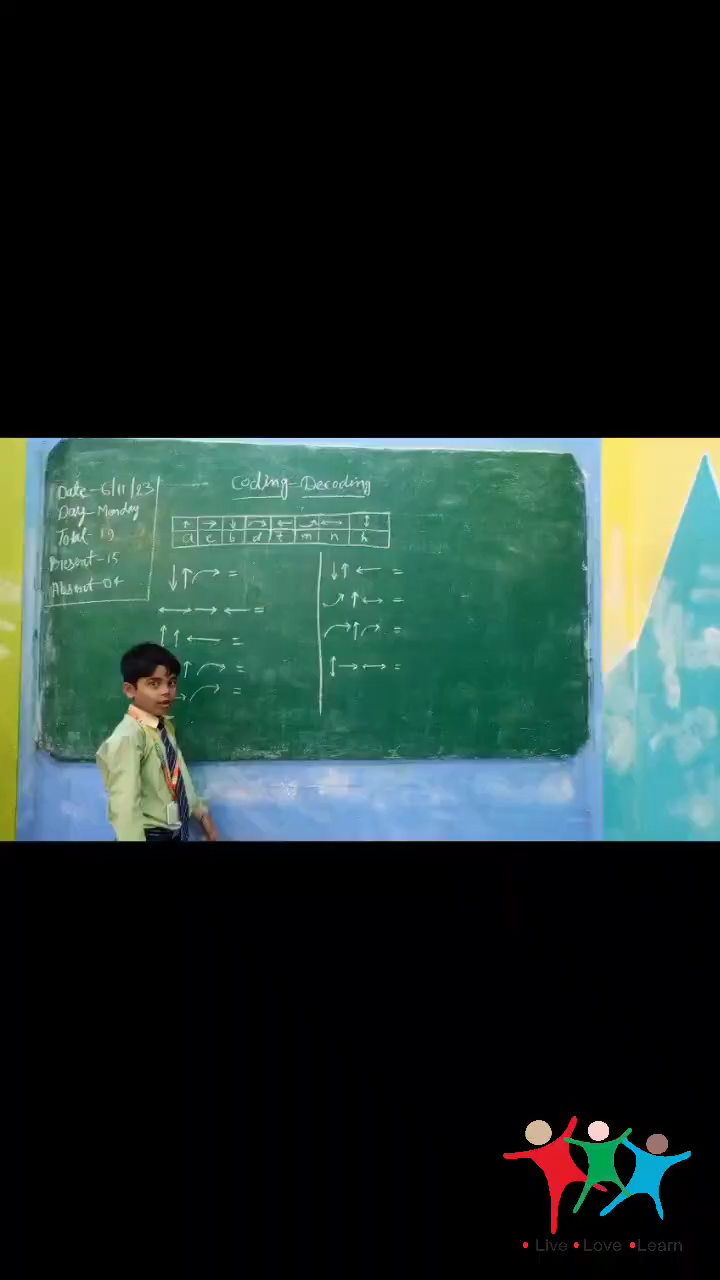 Date-6/11/23
Day-Monday
Total-19
Present-15
Absent-04
Coding-Decoding
↑ → ↓ ↷ ← ⤻ ↔ ↕
a e b d t m n h
↓ ↑ ↷ =
↔ → ← =
↑ ↑ ← =
↑ ↷ =
→ ↷ =
↓ ↑ ← =
⤻ ↑ ↔ =
↷ ↑ ↷ =
↕ → ↔ =
• Live • Love • Learn